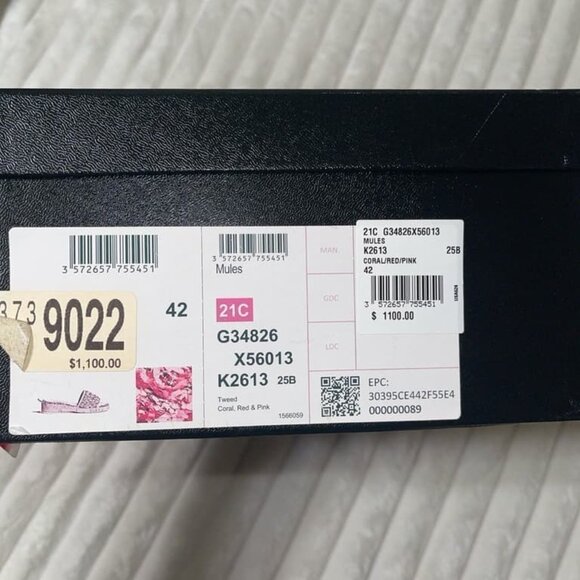 3 572657 755451
42
373
9022
$1,100.00
3 572657 755451
Mules
21C
G34826
X56013
K2613 25B
Tweed
Coral, Red & Pink
1566059
MAN.
GDC
LDC
EPC:
30395CE442F55E4
000000089
21C G34826X56013
MULES
K2613 25B
CORAL/RED/PINK
42
3 572657 755451
$ 1100.00